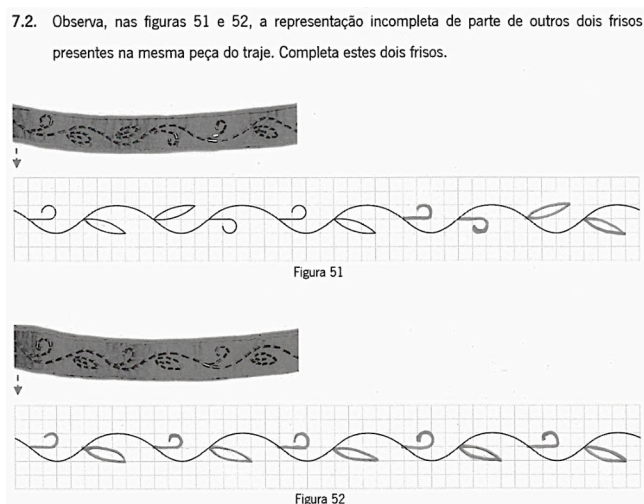 7.2. Observa, nas figuras 51 e 52, a representação incompleta de parte de outros dois frisos
presentes na mesma peça do traje. Completa estes dois frisos.
Figura 51
Figura 52